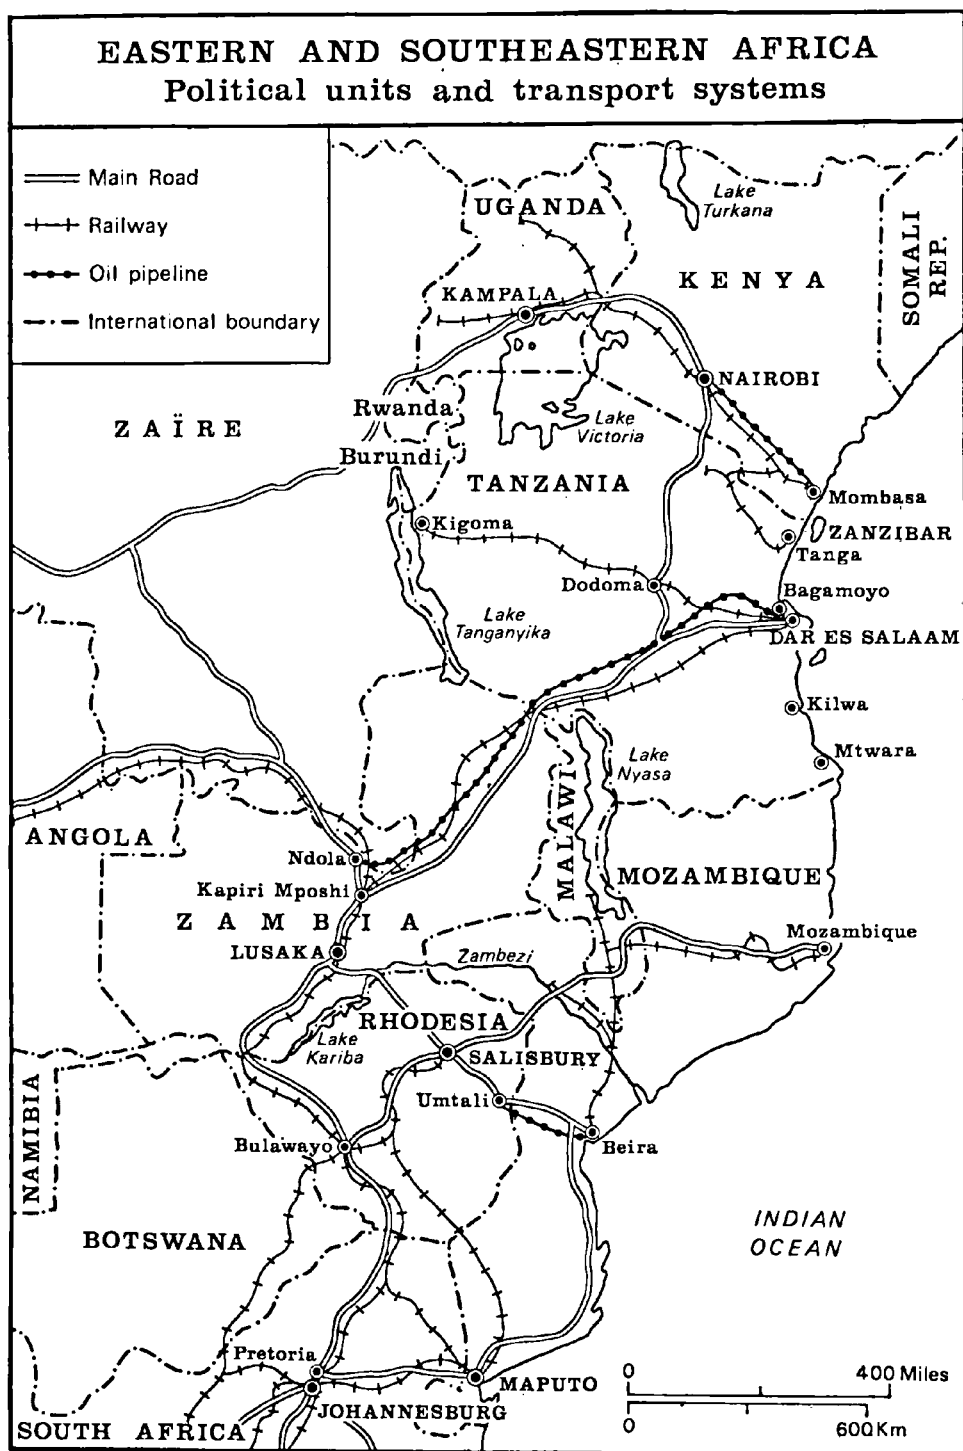 EASTERN AND SOUTHEASTERN AFRICA
Political units and transport systems
Main Road
Railway
Oil pipeline
International boundary
Lake
Turkana
UGANDA
SOMALI
REP.
KENYA
KAMPALA
NAIROBI
Rwanda
ZAÏRE
Lake
Victoria
Burundi
TANZANIA
Mombasa
Kigoma
ZANZIBAR
Tanga
Dodoma
Bagamoyo
Lake
Tanganyika
DAR ES SALAAM
Kilwa
Mtwara
Lake
Nyasa
MALAWI
ANGOLA
Ndola
MOZAMBIQUE
Kapiri Mposhi
ZAMBIA
Mozambique
LUSAKA
Zambezi
RHODESIA
Lake
Kariba
SALISBURY
NAMIBIA
Umtali
Bulawayo
Beira
BOTSWANA
INDIAN
OCEAN
Pretoria
0 400 Miles
MAPUTO
JOHANNESBURG
SOUTH AFRICA
0 600 Km